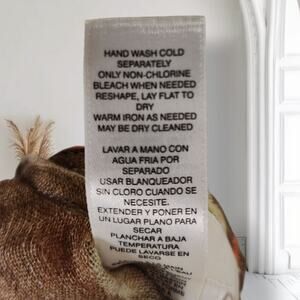 HAND WASH COLD
SEPARATELY
ONLY NON-CHLORINE
BLEACH WHEN NEEDED
RESHAPE, LAY FLAT TO
DRY
WARM IRON AS NEEDED
MAY BE DRY CLEANED
LAVAR A MANO CON
AGUA FRIA POR
SEPARADO
USAR BLANQUEADOR
SIN CLORO CUANDO SE
NECESITE.
EXTENDER Y PONER EN
UN LUGAR PLANO PARA
SECAR
PLANCHAR A BAJA
TEMPERATURA
PUEDE LAVARSE EN
SECO